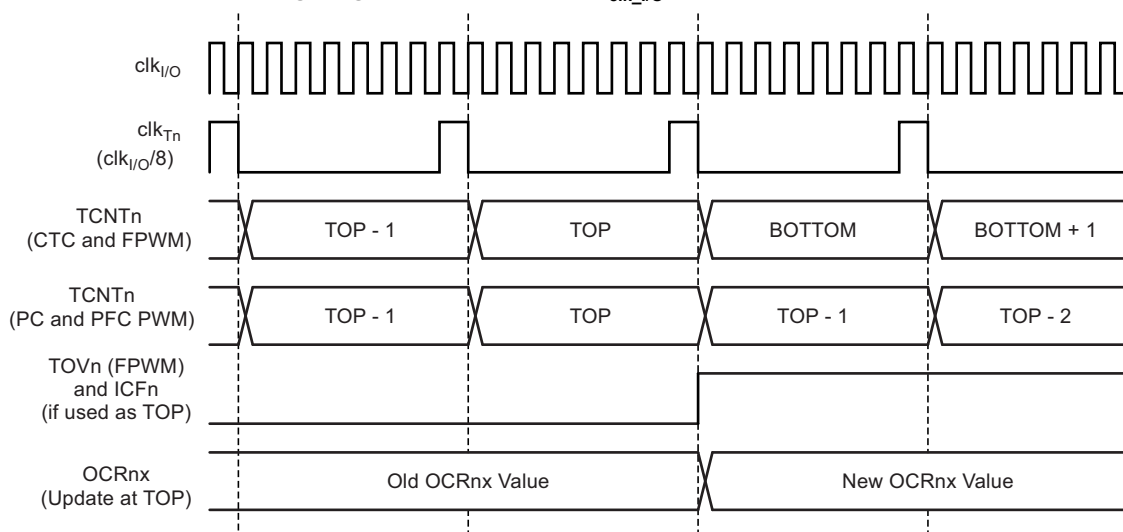 clkI/O
clkTn
(clkI/O/8)
TCNTn
(CTC and FPWM)
TOP - 1
TOP
BOTTOM
BOTTOM + 1
TCNTn
(PC and PFC PWM)
TOP - 1
TOP
TOP - 1
TOP - 2
TOVn (FPWM)
and ICFn
(if used as TOP)
OCRnx
(Update at TOP)
Old OCRnx Value
New OCRnx Value